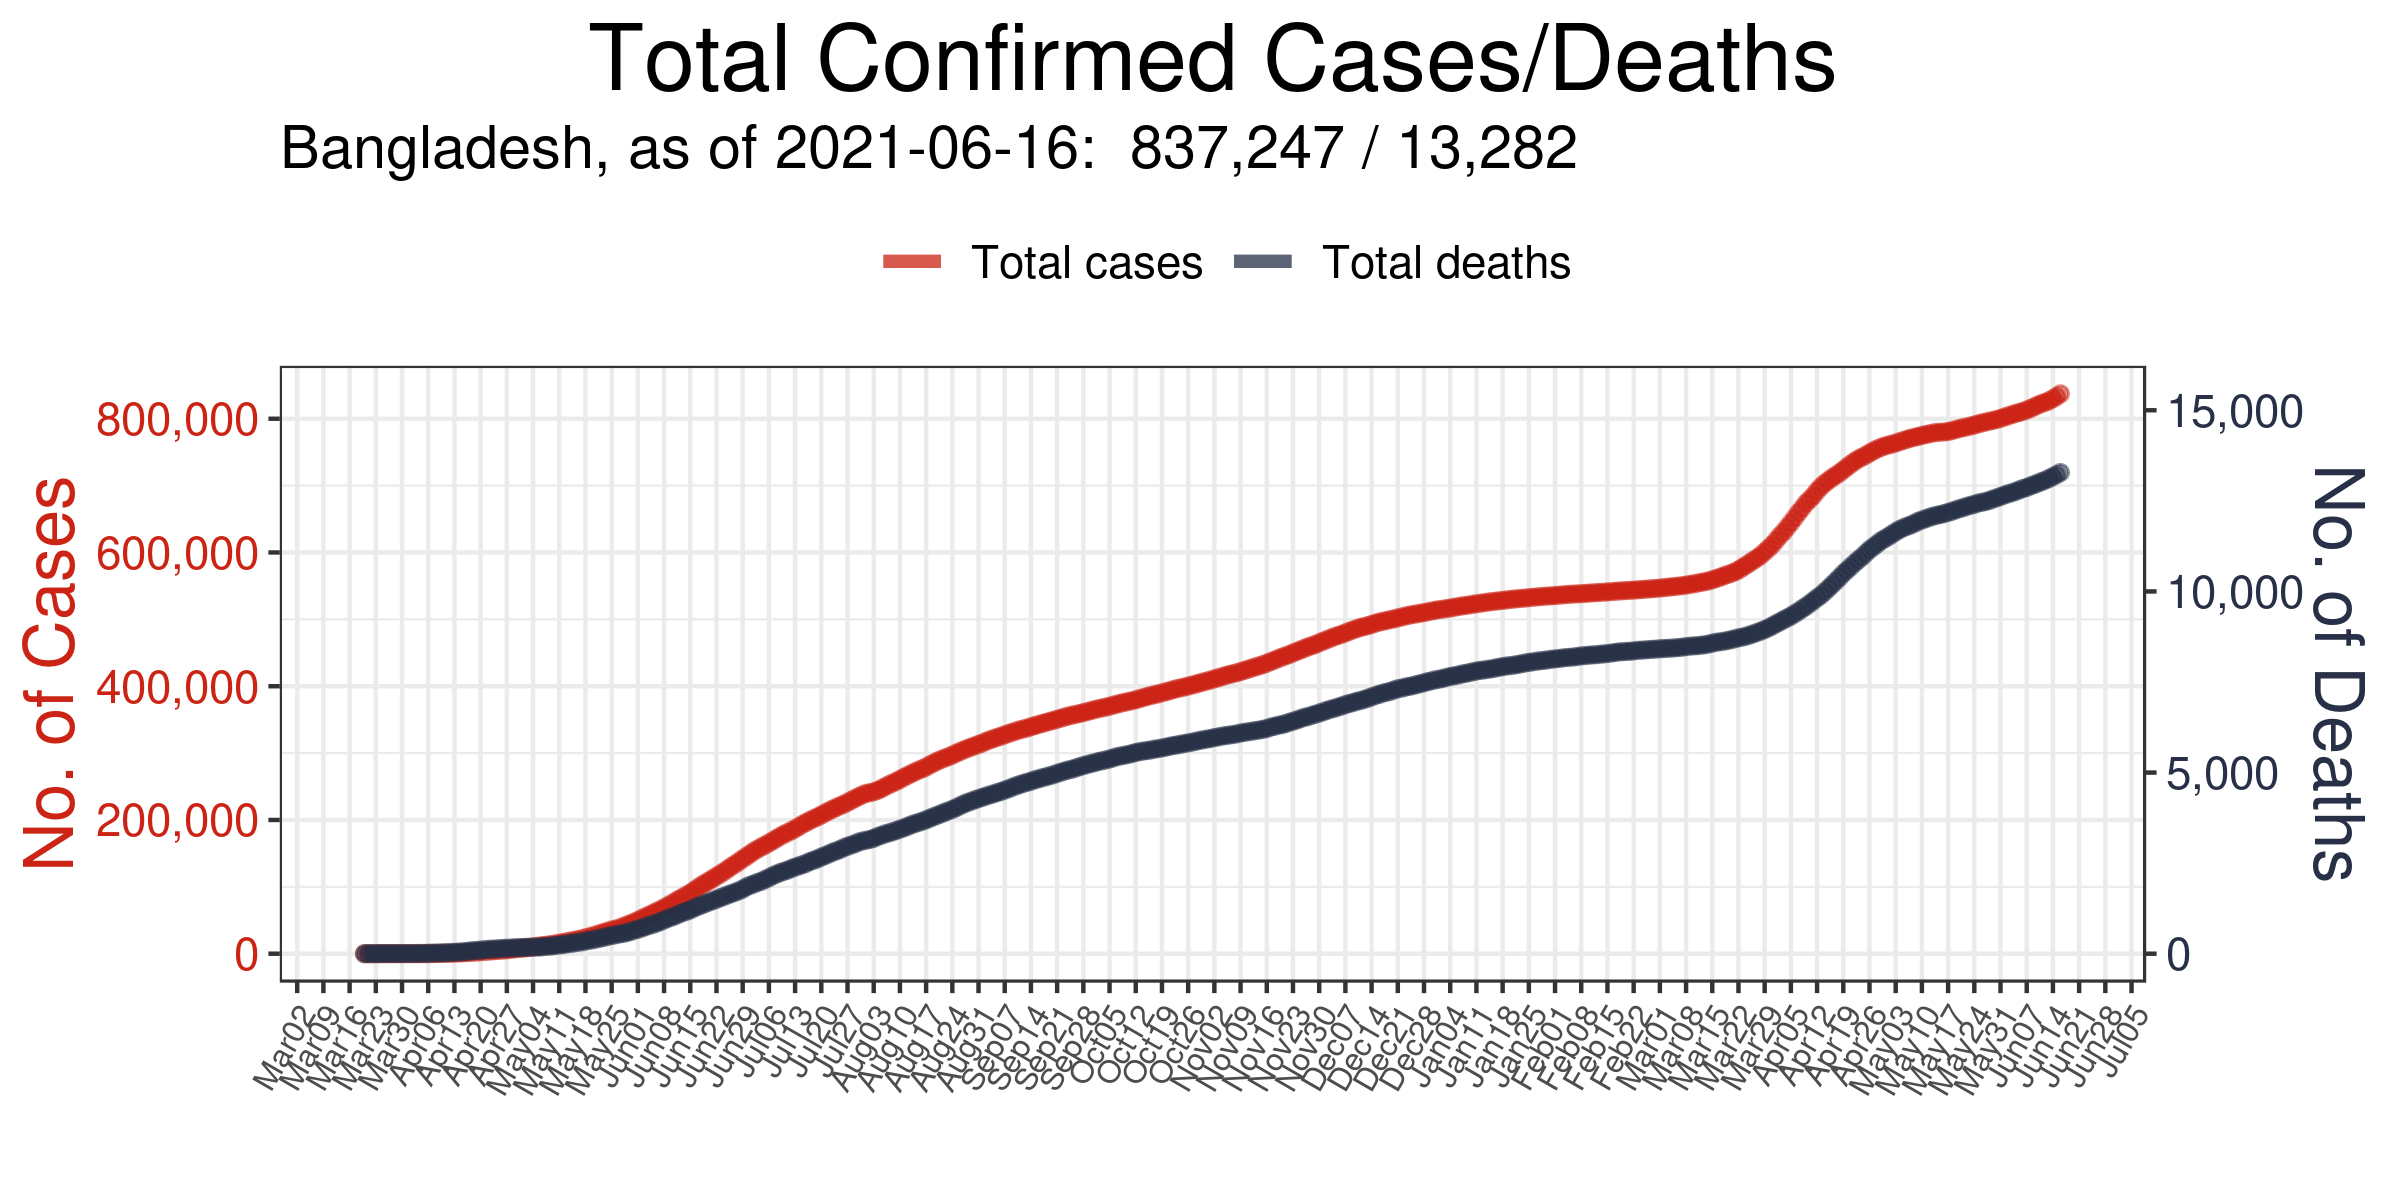 Total Confirmed Cases/Deaths
Bangladesh, as of 2021-06-16:  837,247 / 13,282
Total cases
Total deaths
No. of Cases
800,000
600,000
400,000
200,000
0
15,000
10,000
5,000
0
No. of Deaths
Mar02
Mar09
Mar16
Mar23
Mar30
Apr06
Apr13
Apr20
Apr27
May04
May11
May18
May25
Jun01
Jun08
Jun15
Jun22
Jun29
Jul06
Jul13
Jul20
Jul27
Aug03
Aug10
Aug17
Aug24
Aug31
Sep07
Sep14
Sep21
Sep28
Oct05
Oct12
Oct19
Oct26
Nov02
Nov09
Nov16
Nov23
Nov30
Dec07
Dec14
Dec21
Dec28
Jan04
Jan11
Jan18
Jan25
Feb01
Feb08
Feb15
Feb22
Mar01
Mar08
Mar15
Mar22
Mar29
Apr05
Apr12
Apr19
Apr26
May03
May10
May17
May24
May31
Jun07
Jun14
Jun21
Jun28
Jul05